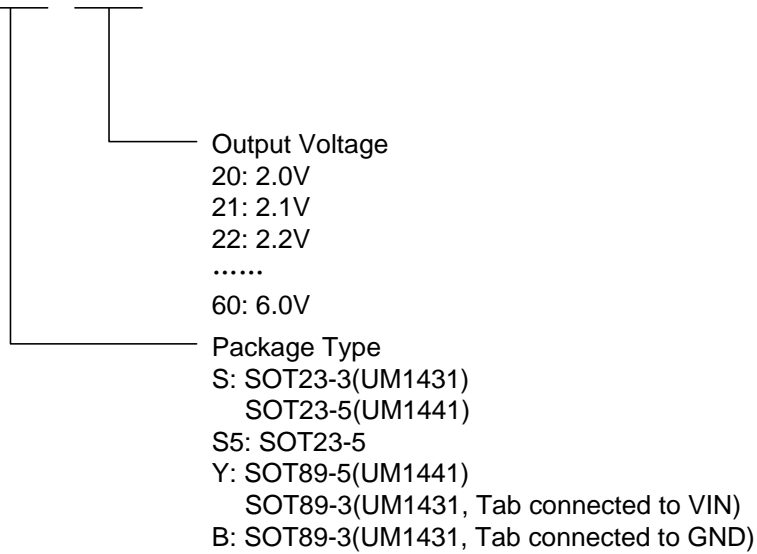 Output Voltage
20: 2.0V
21: 2.1V
22: 2.2V
……
60: 6.0V
Package Type
S: SOT23-3(UM1431)
SOT23-5(UM1441)
S5: SOT23-5
Y: SOT89-5(UM1441)
SOT89-3(UM1431, Tab connected to VIN)
B: SOT89-3(UM1431, Tab connected to GND)